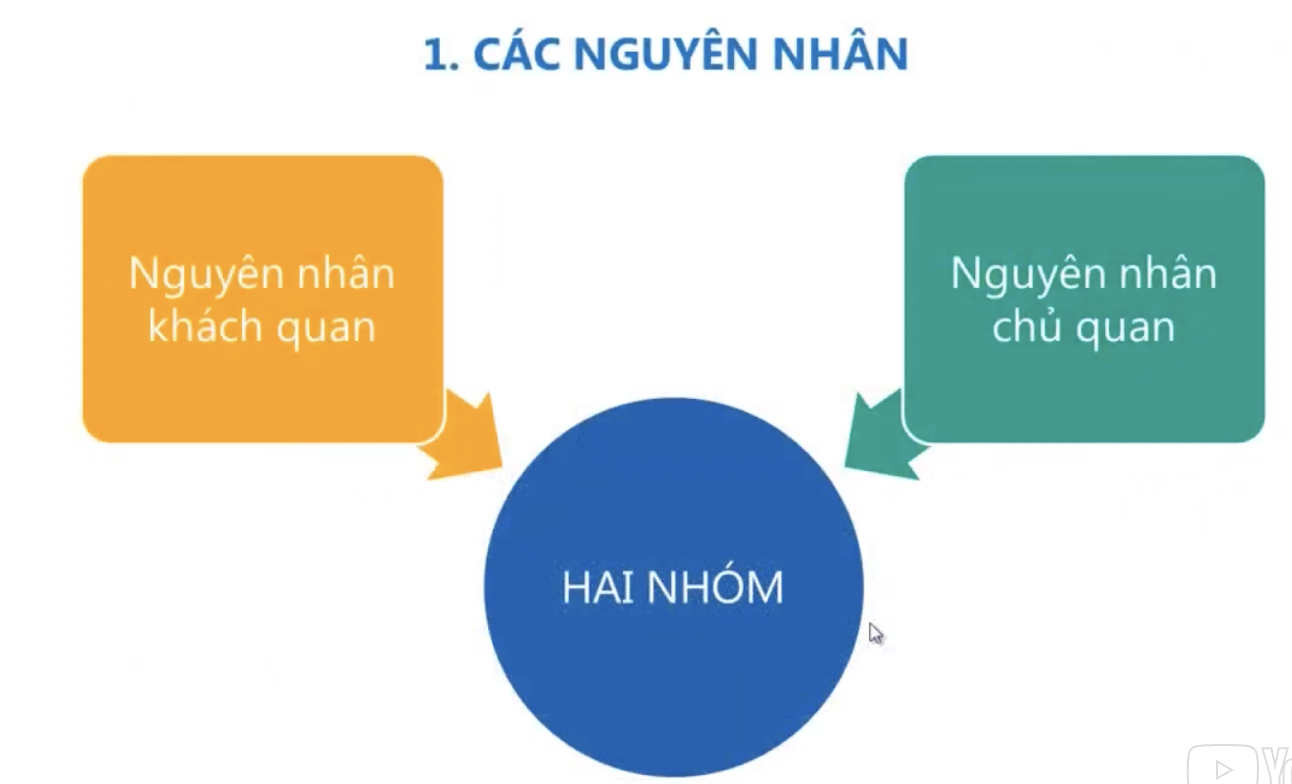 1. CÁC NGUYÊN NHÂN
Nguyên nhân
khách quan
Nguyên nhân
chủ quan
HAI NHÓM